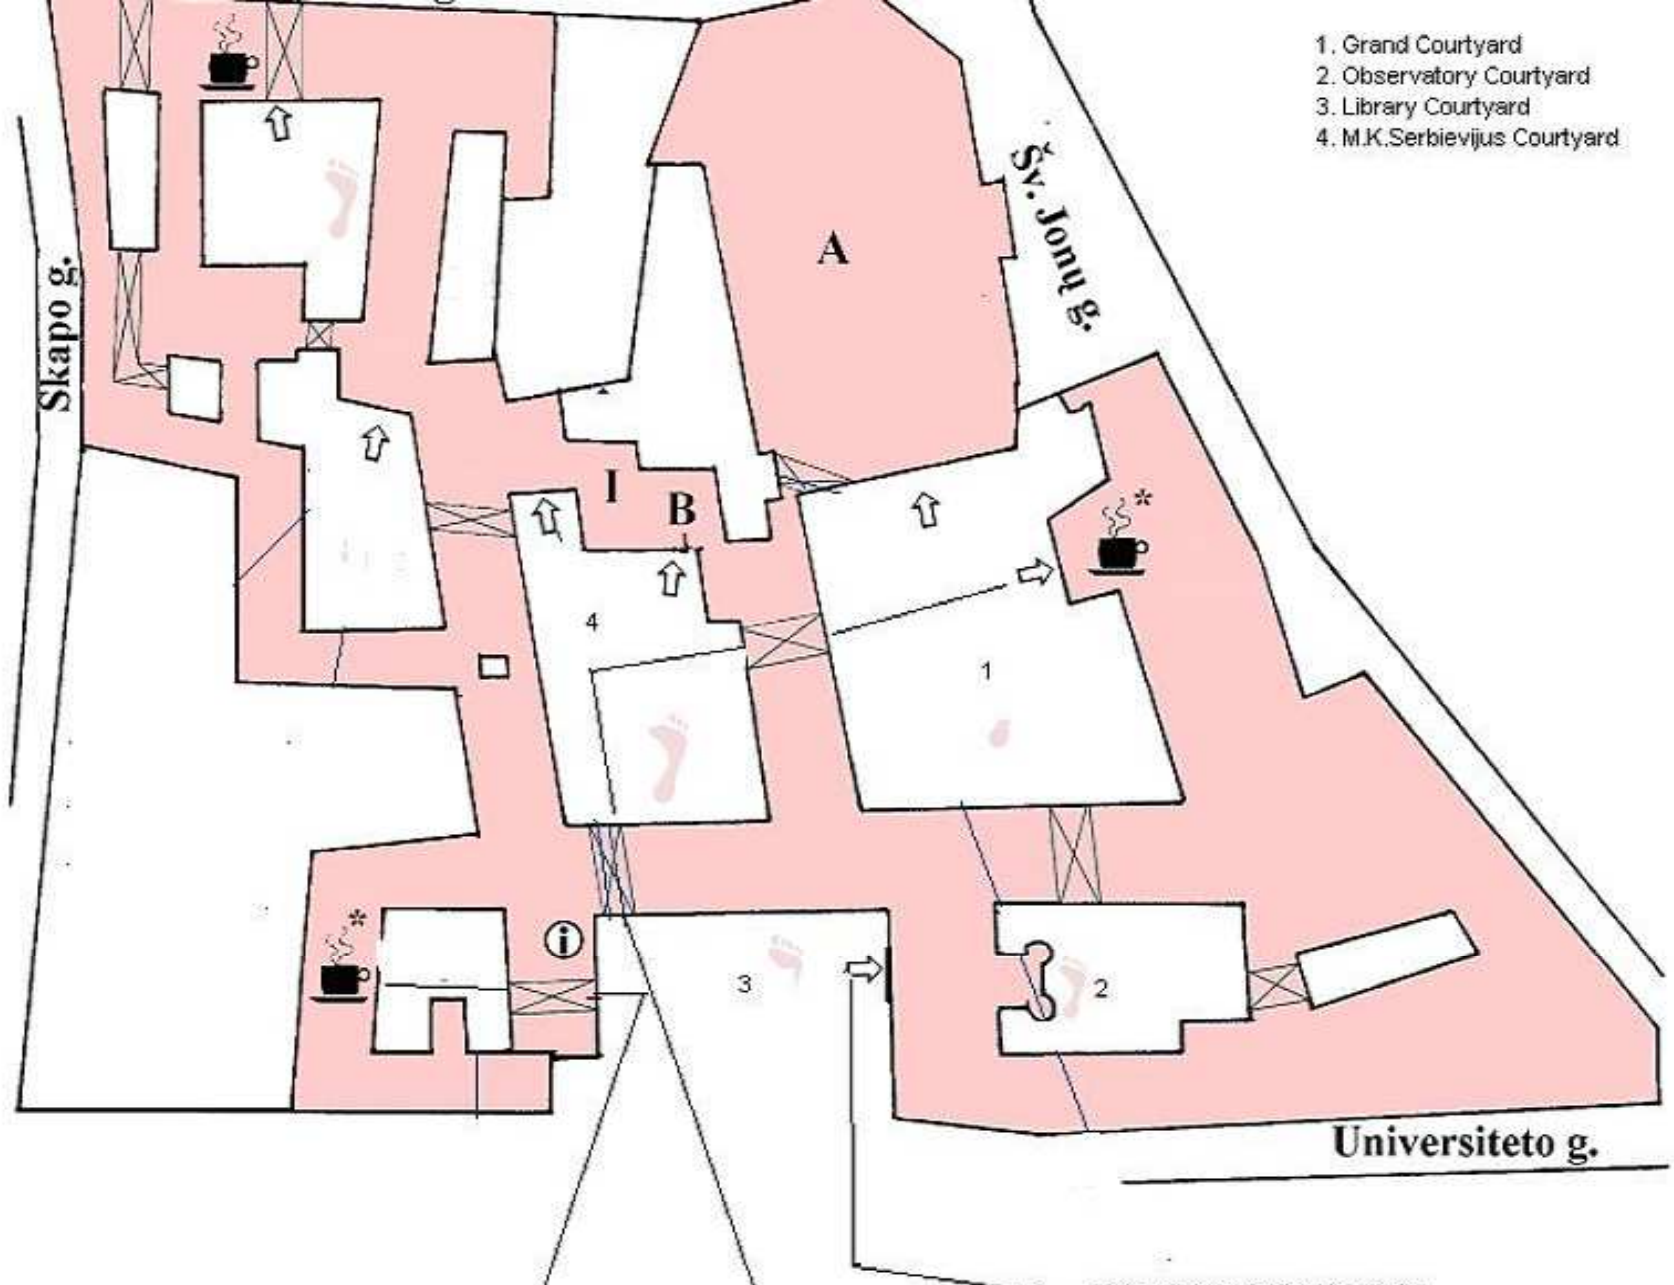 1. Grand Courtyard
2. Observatory Courtyard
3. Library Courtyard
4. M.K.Serbievijus Courtyard
Šv. Jonų g.
A
Skapo g.
I
B
*
4
1
*
i
3
2
Universiteto g.